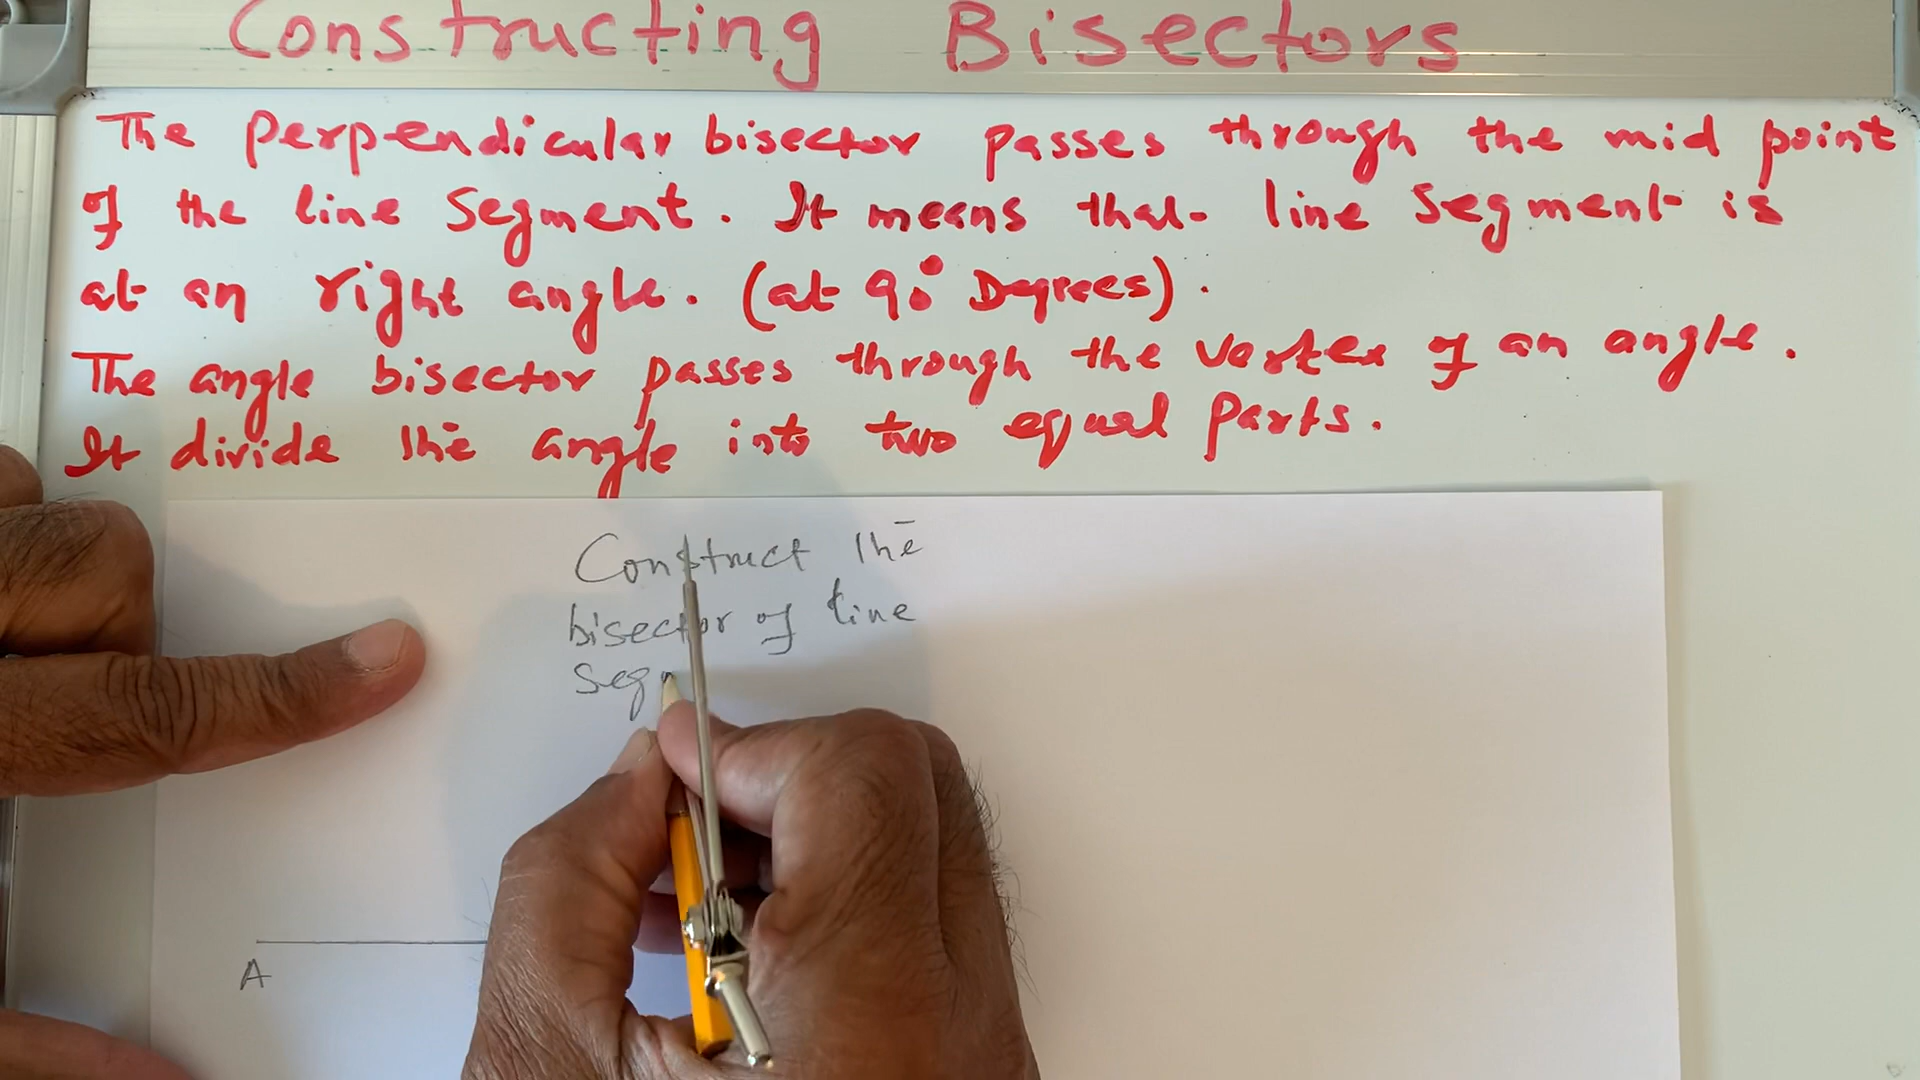 Constructing Bisectors
The perpendicular bisector passes through the mid point
of the line segment. It means that line segment is
at an right angle. (at 90° Degrees).
The angle bisector passes through the vertex of an angle.
It divide the angle into two equal parts.
Construct the
bisector of line
Seg
A